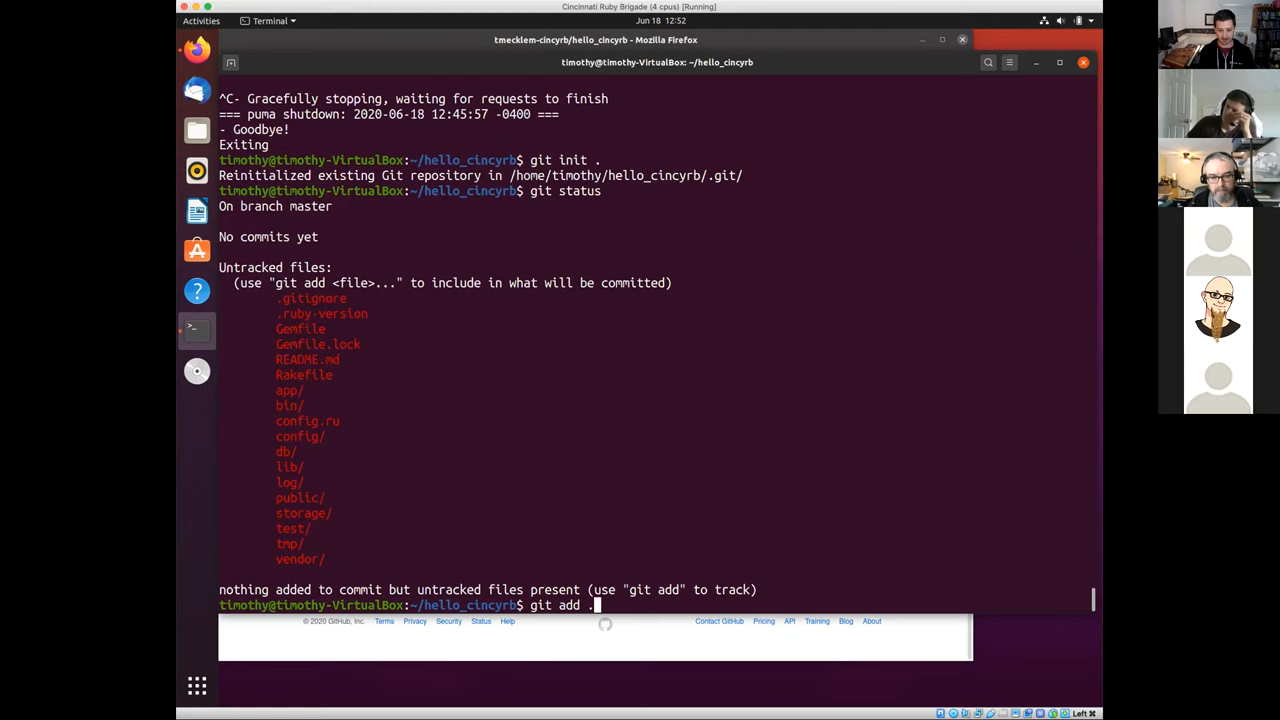 Cincinnati Ruby Brigade (4 cpus) [Running]
Activities
Terminal
Jun 18 12:52
tmecklem-cincyrb/hello_cincyrb - Mozilla Firefox
timothy@timothy-VirtualBox: ~/hello_cincyrb
^C- Gracefully stopping, waiting for requests to finish
=== puma shutdown: 2020-06-18 12:45:57 -0400 ===
- Goodbye!
Exiting
timothy@timothy-VirtualBox:~/hello_cincyrb$ git init .
Reinitialized existing Git repository in /home/timothy/hello_cincyrb/.git/
timothy@timothy-VirtualBox:~/hello_cincyrb$ git status
On branch master
No commits yet
Untracked files:
(use "git add <file>..." to include in what will be committed)
.gitignore
.ruby-version
Gemfile
Gemfile.lock
README.md
Rakefile
app/
bin/
config.ru
config/
db/
lib/
log/
public/
storage/
test/
tmp/
vendor/
nothing added to commit but untracked files present (use "git add" to track)
timothy@timothy-VirtualBox:~/hello_cincyrb$ git add .
© 2020 GitHub, Inc. Terms Privacy Security Status Help Contact GitHub Pricing API Training Blog About
Left ⌘